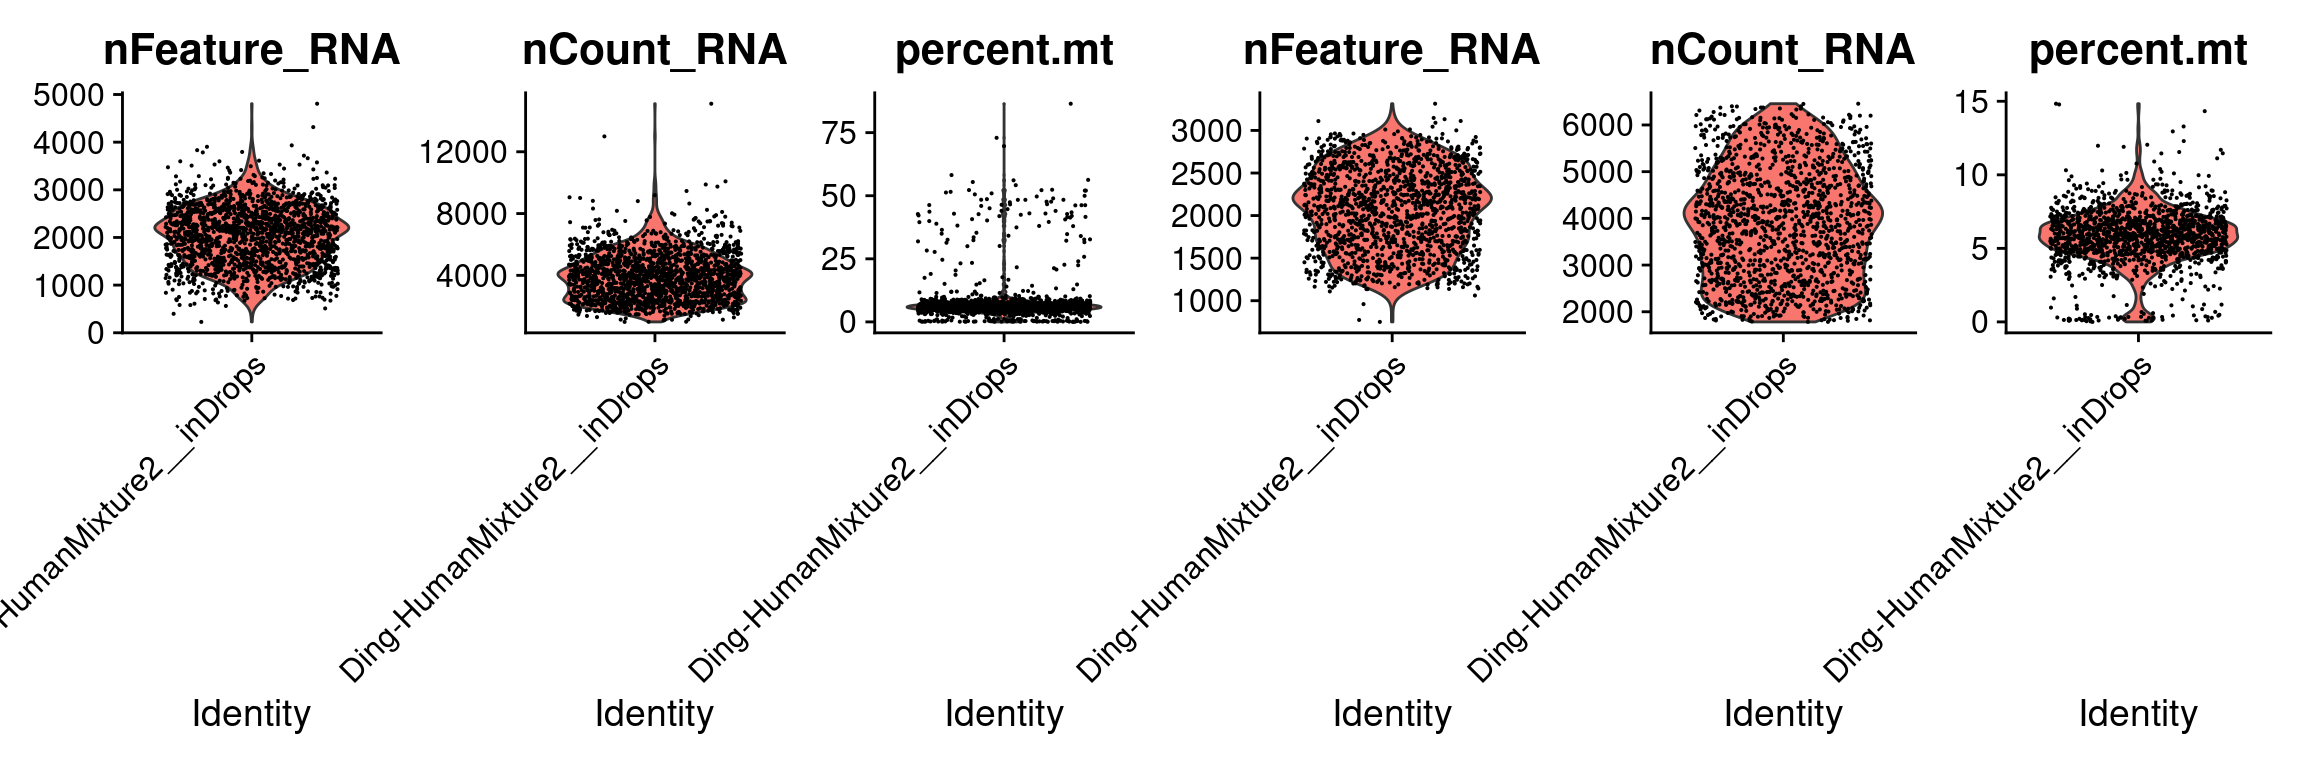 nFeature_RNA
5000
4000
3000
2000
1000
0
HumanMixture2__inDrops
Identity
nCount_RNA
12000
8000
4000
Ding-HumanMixture2__inDrops
Identity
percent.mt
75
50
25
0
Ding-HumanMixture2__inDrops
Identity
nFeature_RNA
3000
2500
2000
1500
1000
Ding-HumanMixture2__inDrops
Identity
nCount_RNA
6000
5000
4000
3000
2000
Ding-HumanMixture2__inDrops
Identity
percent.mt
15
10
5
0
Ding-HumanMixture2__inDrops
Identity